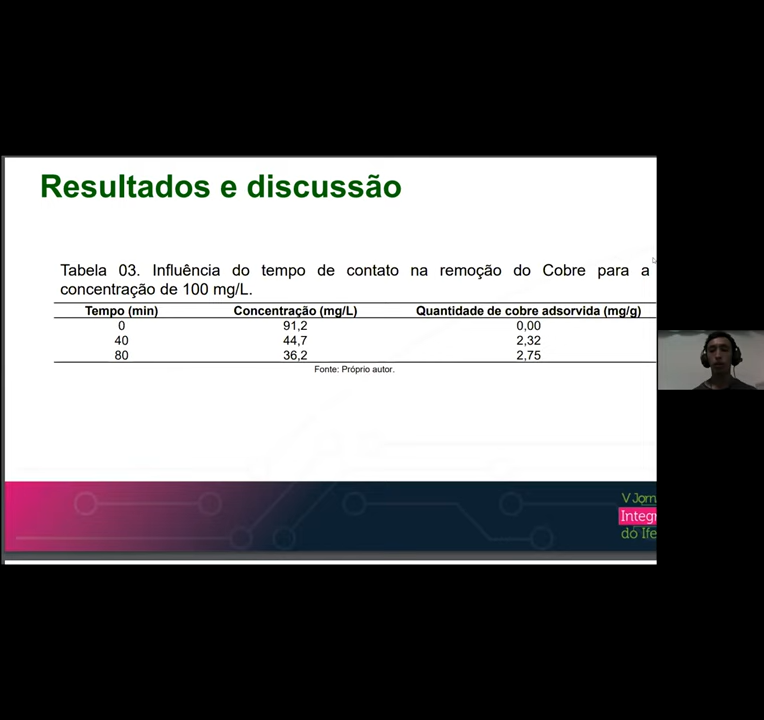 Resultados e discussão
Tabela 03. Influência do tempo de contato na remoção do Cobre para a
concentração de 100 mg/L.
Tempo (min) Concentração (mg/L) Quantidade de cobre adsorvida (mg/g)
0 91,2 0,00
40 44,7 2,32
80 36,2 2,75
Fonte: Próprio autor.
V Jorn
Integr
do Ife